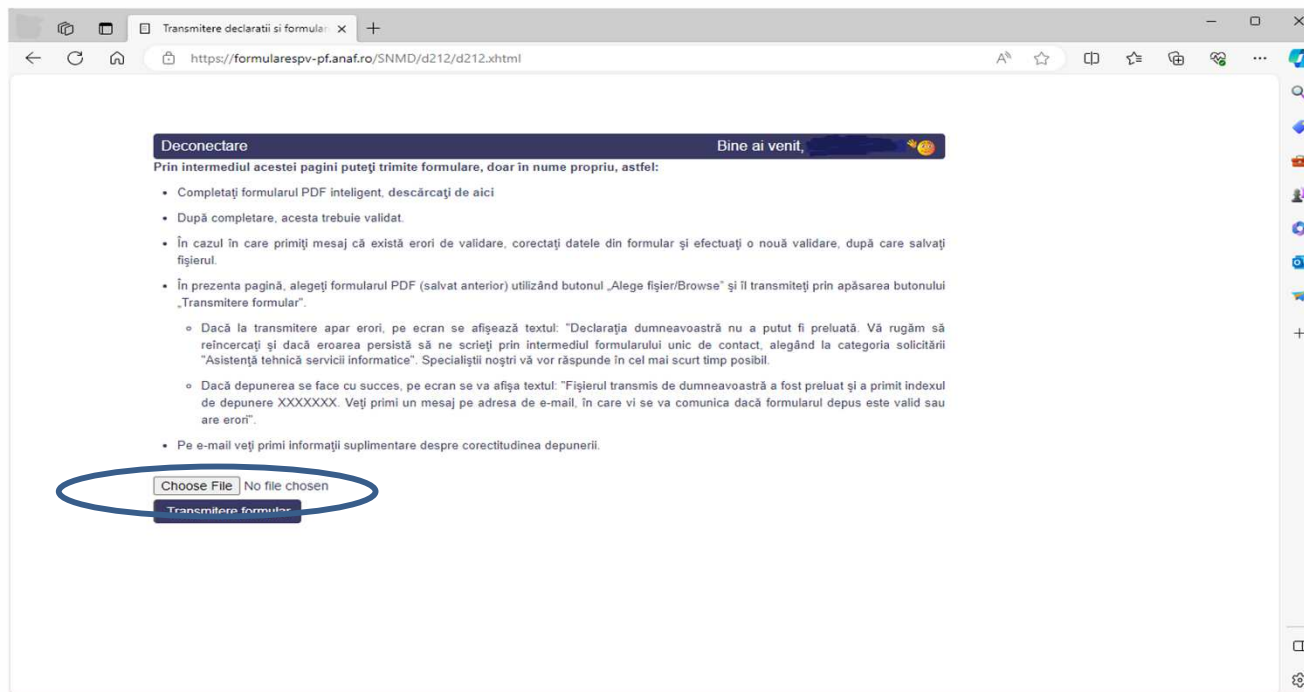 Transmitere declaratii si formular
https://formularespv-pf.anaf.ro/SNMD/d212/d212.xhtml
Deconectare
Bine ai venit,
Prin intermediul acestei pagini puteţi trimite formulare, doar în nume propriu, astfel:
• Completaţi formularul PDF inteligent, descărcaţi de aici
• După completare, acesta trebuie validat.
• În cazul în care primiţi mesaj că există erori de validare, corectaţi datele din formular şi efectuaţi o nouă validare, după care salvaţi
fişierul.
• În prezenta pagină, alegeţi formularul PDF (salvat anterior) utilizând butonul „Alege fişier/Browse" şi îl transmiteţi prin apăsarea butonului
„Transmitere formular".
Dacă la transmitere apar erori, pe ecran se afişează textul: "Declaraţia dumneavoastră nu a putut fi preluată. Vă rugăm să
reîncercaţi şi dacă eroarea persistă să ne scrieţi prin intermediul formularului unic de contact, alegând la categoria solicitării
"Asistenţă tehnică servicii informatice". Specialiştii noştri vă vor răspunde în cel mai scurt timp posibil.
Dacă depunerea se face cu succes, pe ecran se va afişa textul: "Fişierul transmis de dumneavoastră a fost preluat şi a primit indexul
de depunere XXXXXXX. Veţi primi un mesaj pe adresa de e-mail, în care vi se va comunica dacă formularul depus este valid sau
are erori".
• Pe e-mail veţi primi informaţii suplimentare despre corectitudinea depunerii.
Choose File No file chosen
Transmitere formular